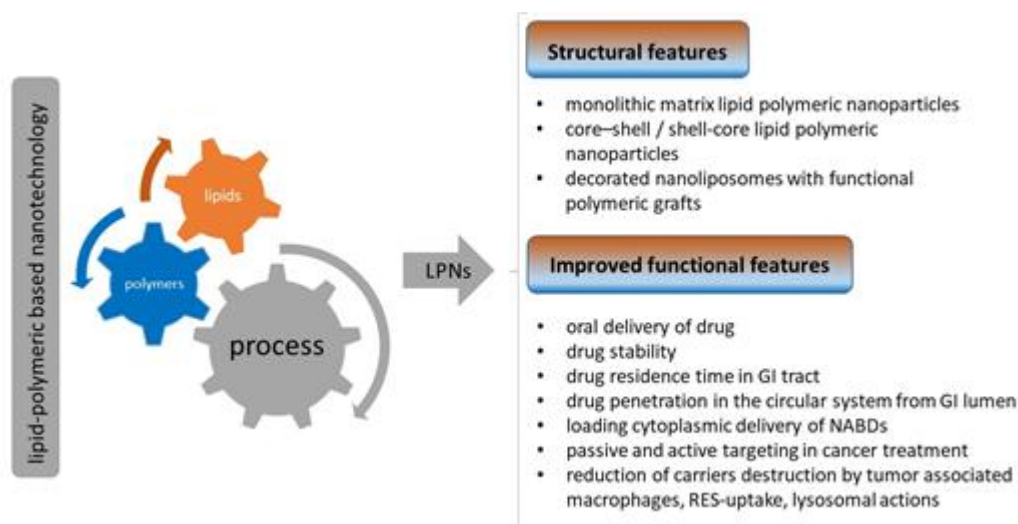 lipid-polymeric based nanotechnology
lipids
polymers
process
LPNs
Structural features
• monolithic matrix lipid polymeric nanoparticles
• core–shell / shell-core lipid polymeric
nanoparticles
• decorated nanoliposomes with functional
polymeric grafts
Improved functional features
• oral delivery of drug
• drug stability
• drug residence time in GI tract
• drug penetration in the circular system from GI lumen
• loading cytoplasmic delivery of NABDs
• passive and active targeting in cancer treatment
• reduction of carriers destruction by tumor associated
macrophages, RES-uptake, lysosomal actions